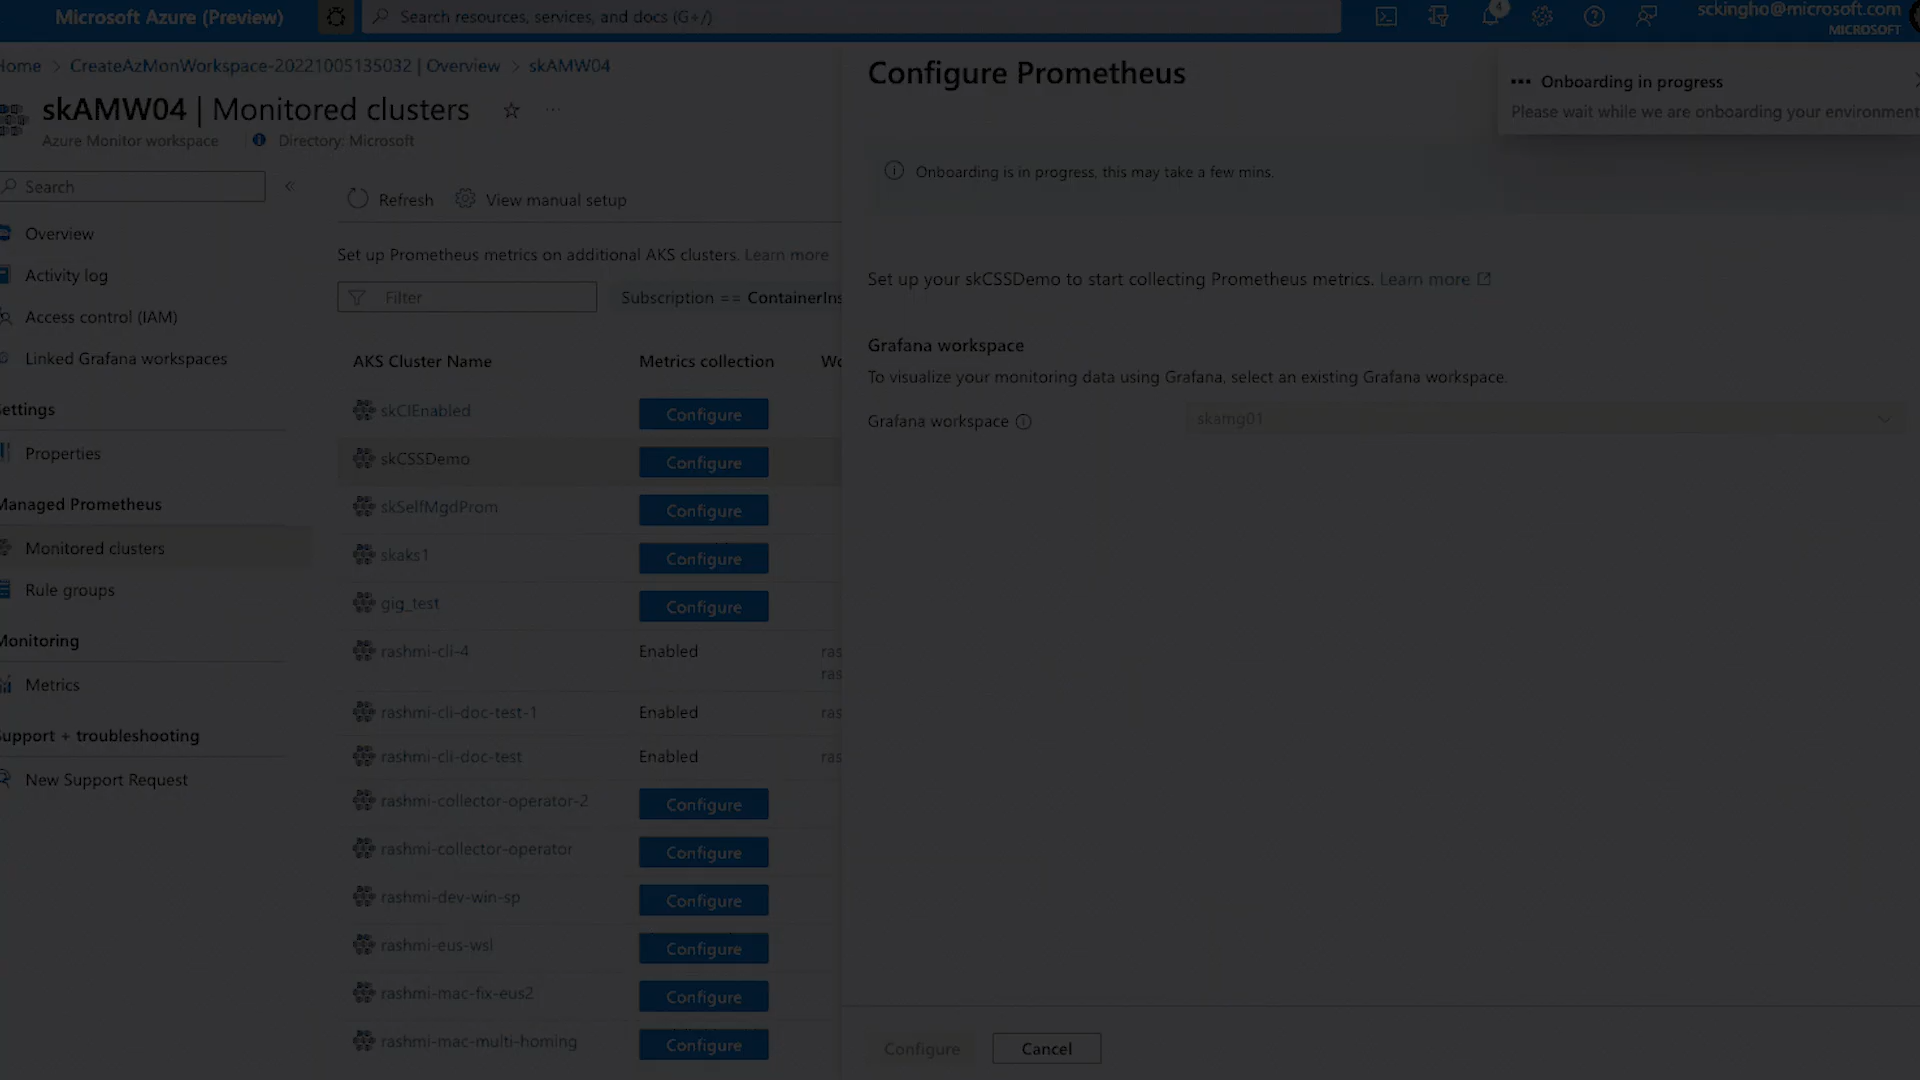 Microsoft Azure (Preview)
Search resources, services, and docs (G+/)
4
sckingho@microsoft.com
MICROSOFT
Home > CreateAzMonWorkspace-20221005135032 | Overview > skAMW04
skAMW04 | Monitored clusters
Azure Monitor workspace
Directory: Microsoft
Search
Overview
Activity log
Access control (IAM)
Linked Grafana workspaces
Settings
Properties
Managed Prometheus
Monitored clusters
Rule groups
Monitoring
Metrics
Support + troubleshooting
New Support Request
Refresh
View manual setup
Set up Prometheus metrics on additional AKS clusters. Learn more
Filter
Subscription == ContainerIns
AKS Cluster Name Metrics collection Wo
skCIEnabled Configure
skCSSDemo Configure
skSelfMgdProm Configure
skaks1 Configure
gig_test Configure
rashmi-cli-4 Enabled ras
ras
rashmi-cli-doc-test-1 Enabled ras
rashmi-cli-doc-test Enabled ras
rashmi-collector-operator-2 Configure
rashmi-collector-operator Configure
rashmi-dev-win-sp Configure
rashmi-eus-wsl Configure
rashmi-mac-fix-eus2 Configure
rashmi-mac-multi-homing Configure
Configure Prometheus
Onboarding in progress
Please wait while we are onboarding your environment
Onboarding is in progress, this may take a few mins.
Set up your skCSSDemo to start collecting Prometheus metrics. Learn more
Grafana workspace
To visualize your monitoring data using Grafana, select an existing Grafana workspace.
Grafana workspace
skamg01
Configure
Cancel